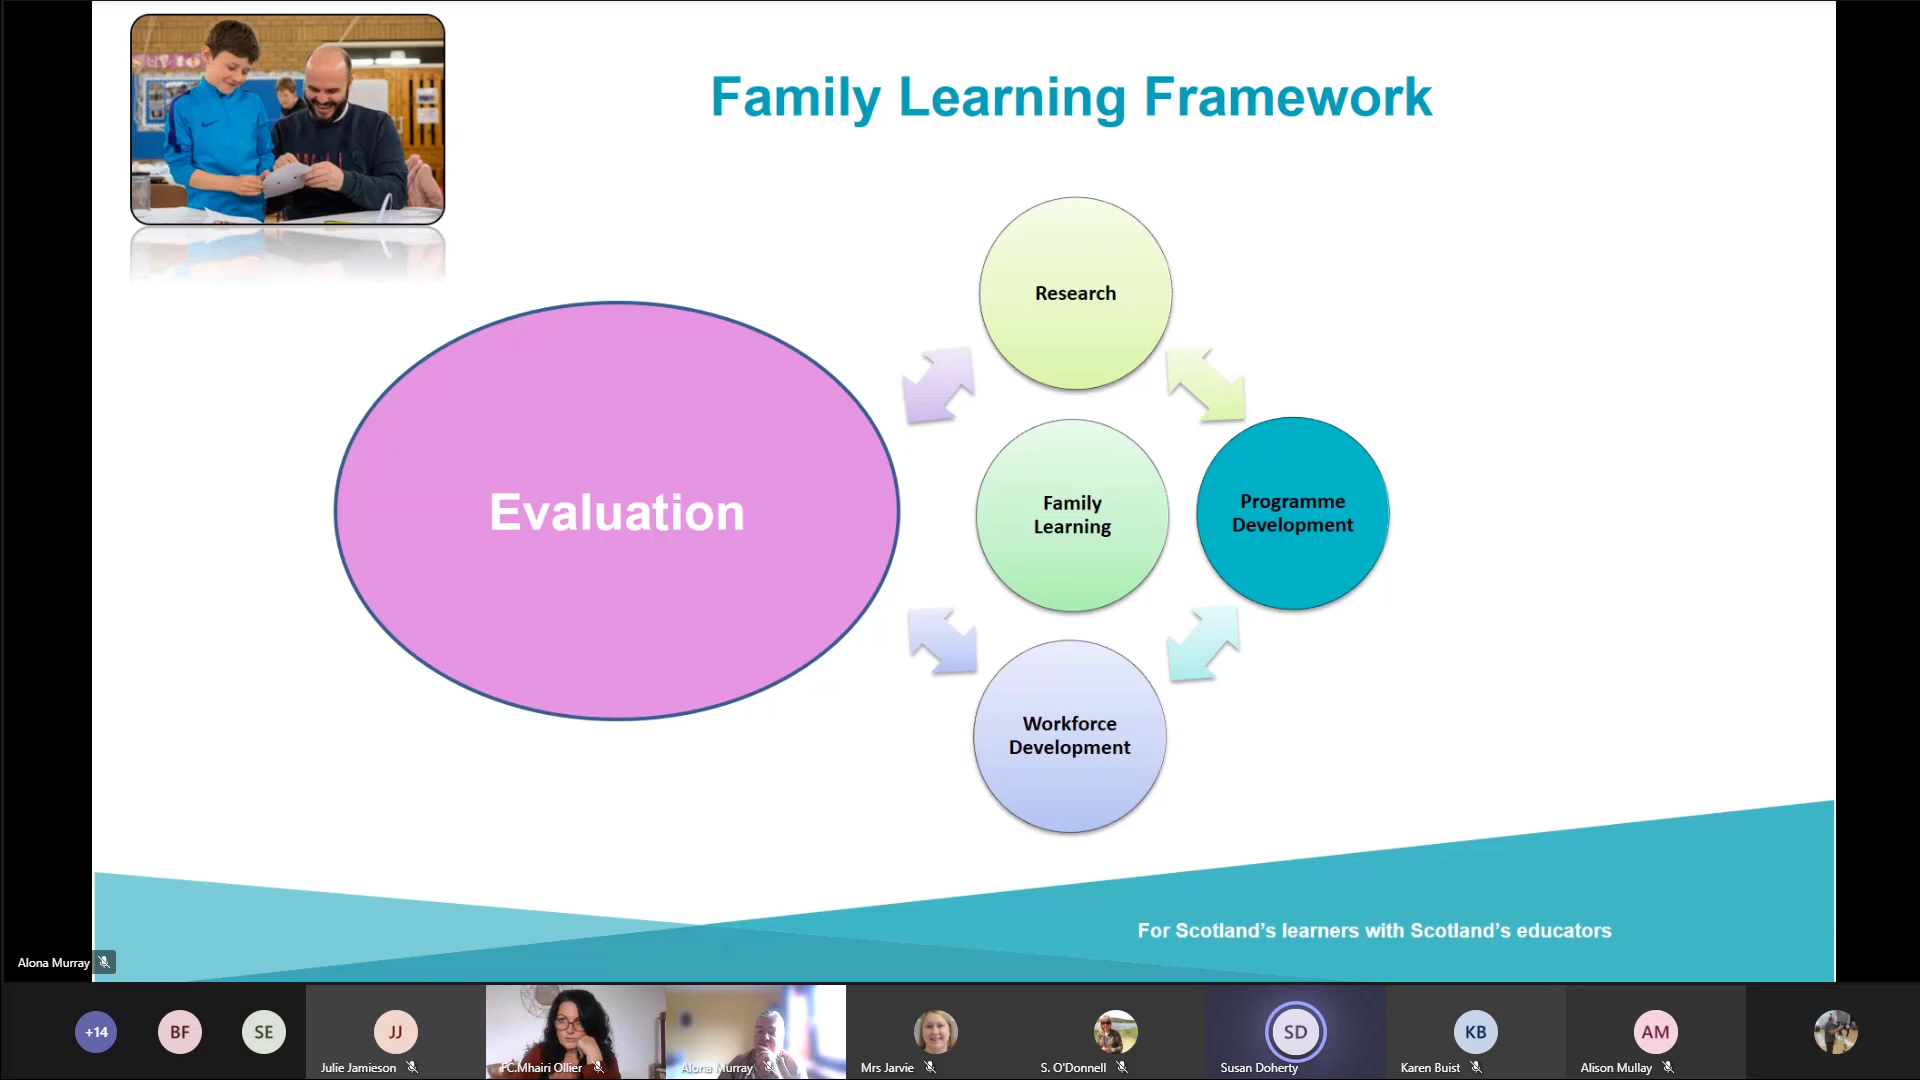 Family Learning Framework
Research
Evaluation
Family
Learning
Programme
Development
Workforce
Development
For Scotland's learners with Scotland's educators
Alona Murray
+14
BF
SE
JJ
Julie Jamieson
FC.Mhairi Ollier
Alona Murray
Mrs Jarvie
S. O'Donnell
SD
Susan Doherty
KB
Karen Buist
AM
Alison Mullay